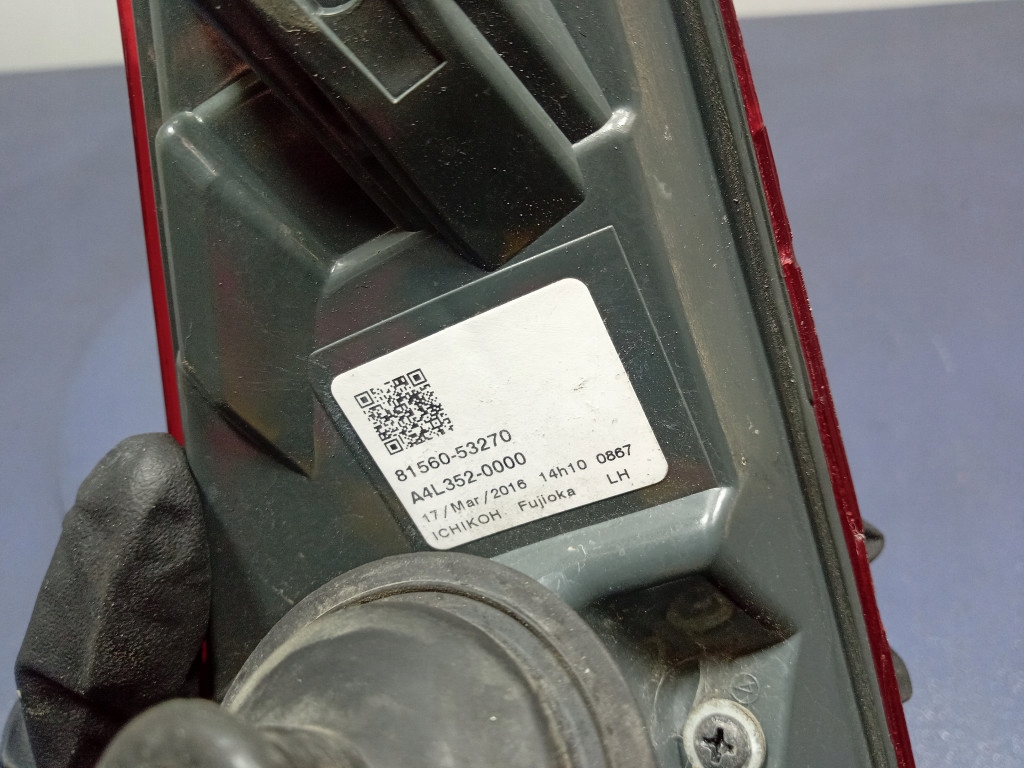 81560-53270
A4L352-0000
17/Mar/2016 14h10 0867
ICHIKOH Fujioka LH